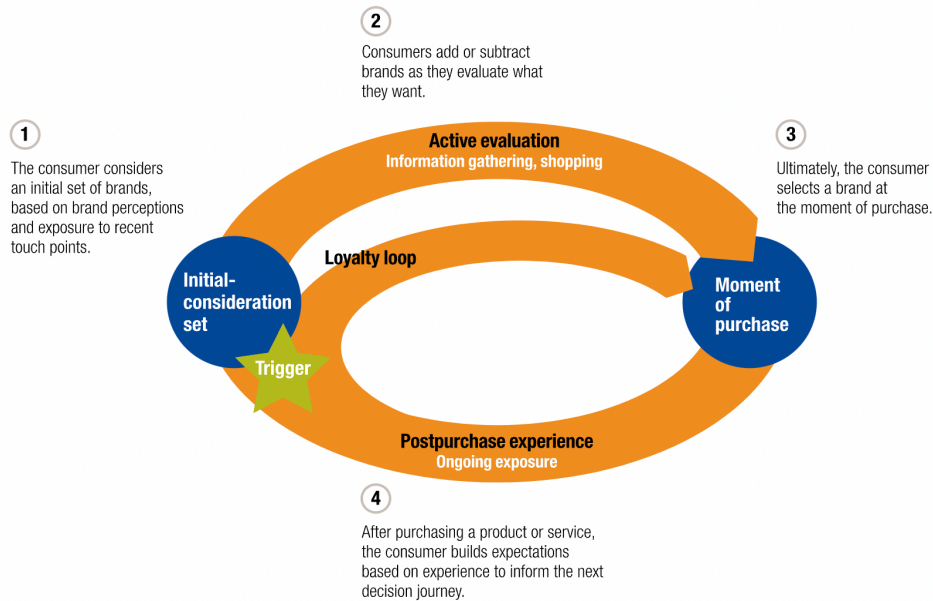 2
Consumers add or subtract
brands as they evaluate what
they want.
1
The consumer considers
an initial set of brands,
based on brand perceptions
and exposure to recent
touch points.
3
Ultimately, the consumer
selects a brand at
the moment of purchase.
Active evaluation
Information gathering, shopping
Loyalty loop
Initial-
consideration
set
Moment
of
purchase
Trigger
Postpurchase experience
Ongoing exposure
4
After purchasing a product or service,
the consumer builds expectations
based on experience to inform the next
decision journey.